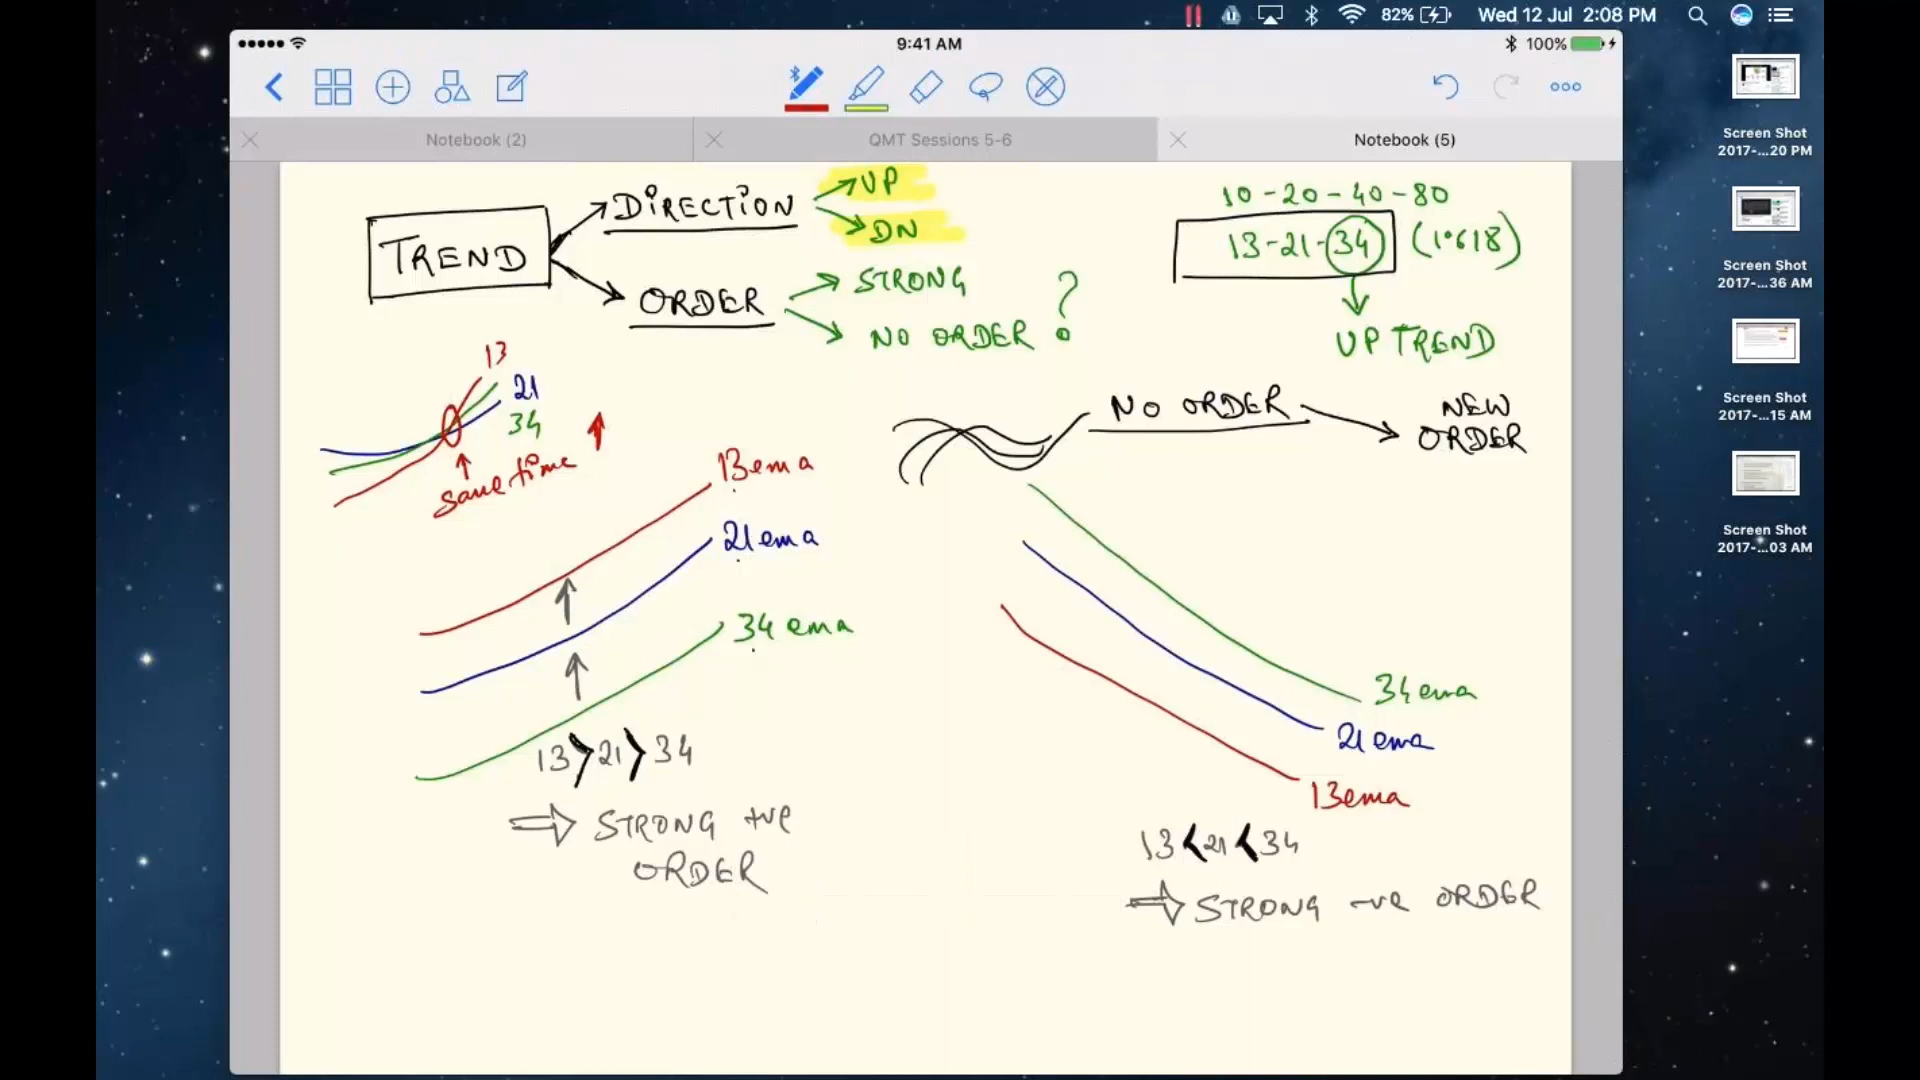 82%
Wed 12 Jul 2:08 PM
9:41 AM
100%
Notebook (2)
QMT Sessions 5-6
Notebook (5)
TREND
DIRECTION
UP
DN
ORDER
STRONG
NO ORDER ?
10-20-40-80
13-21-34 (1.618)
UP TREND
13
21
34
same time
NO ORDER
NEW
ORDER
13ema
21ema
34 ema
13>21>34
STRONG +ve
ORDER
34ema
21ema
13ema
13<21<34
STRONG -ve ORDER
Screen Shot
2017-...20 PM
Screen Shot
2017-...36 AM
Screen Shot
2017-...15 AM
Screen Shot
2017-...03 AM